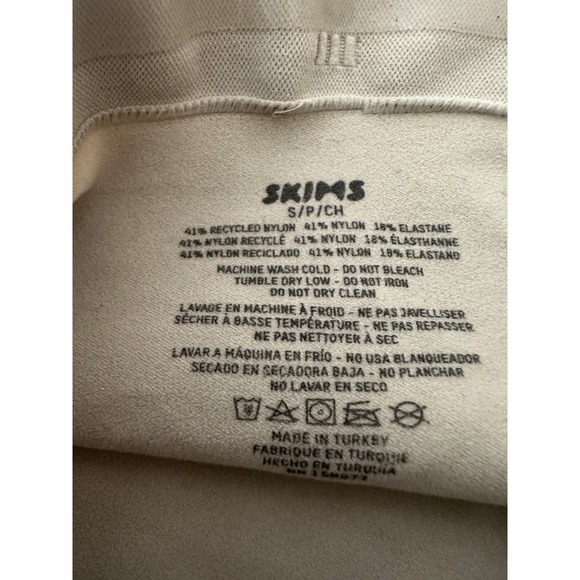 SKIMS
S/P/CH
41% RECYCLED NYLON 41% NYLON 18% ELASTANE
41% NYLON RECYCLÉ 41% NYLON 18% ÉLASTHANNE
41% NYLON RECICLADO 41% NYLON 18% ELASTANO
MACHINE WASH COLD - DO NOT BLEACH
TUMBLE DRY LOW - DO NOT IRON
DO NOT DRY CLEAN
LAVAGE EN MACHINE À FROID - NE PAS JAVELLISER
SÉCHER À BASSE TEMPÉRATURE - NE PAS REPASSER
NE PAS NETTOYER À SEC
LAVAR A MÁQUINA EN FRÍO - NO USA BLANQUEADOR
SECADO EN SECADORA BAJA - NO PLANCHAR
NO LAVAR EN SECO
MADE IN TURKEY
FABRIQUÉ EN TURQUIE
HECHO EN TURQUÍA